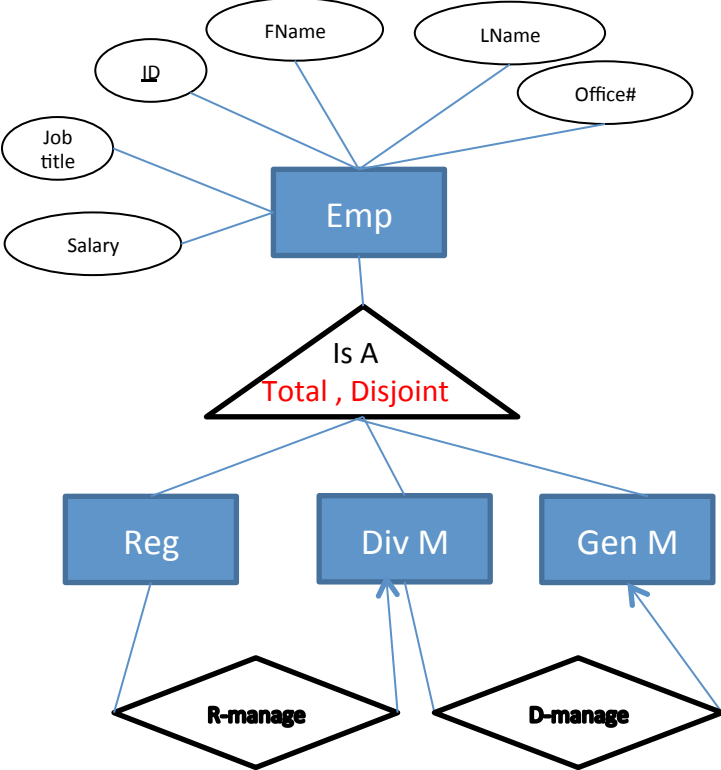 FName
LName
ID
Office#
Job
title
Emp
Salary
Is A
Total , Disjoint
Reg
Div M
Gen M
R-manage
D-manage